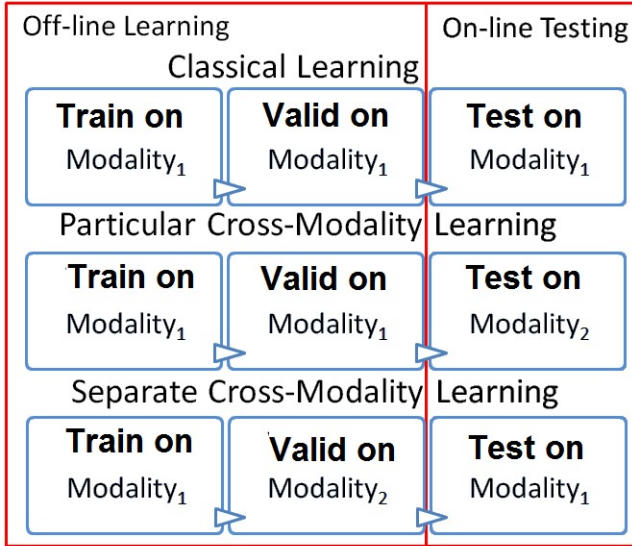 Off-line Learning On-line Testing
Classical Learning
Train on Valid on Test on
Modality₁ Modality₁ Modality₁
Particular Cross-Modality Learning
Train on Valid on Test on
Modality₁ Modality₁ Modality₂
Separate Cross-Modality Learning
Train on Valid on Test on
Modality₁ Modality₂ Modality₁